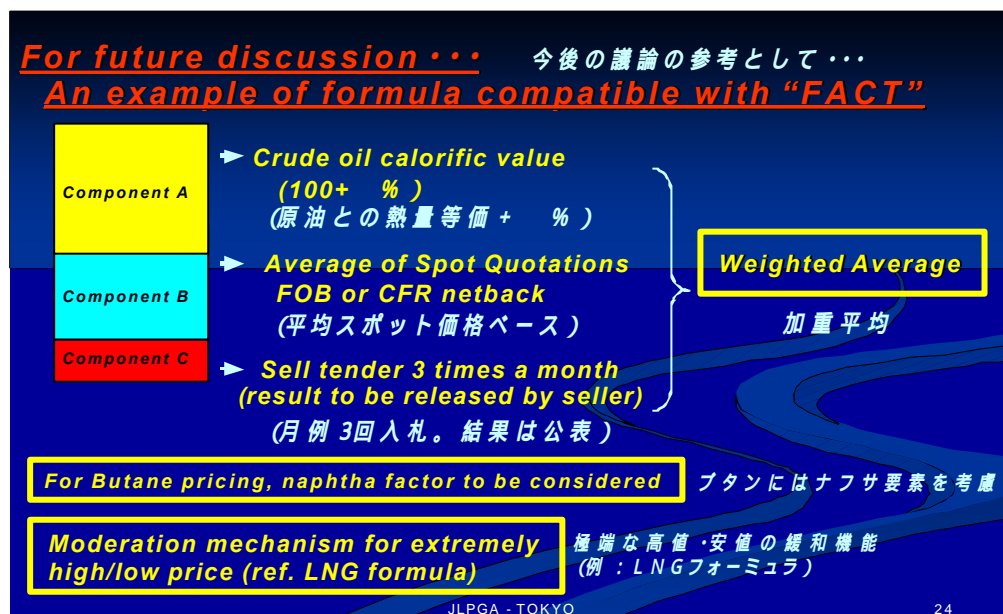 For future discussion・・・ 今後の議論の参考として・・・
An example of formula compatible with “FACT”
Component A
Crude oil calorific value
(100+ %)
(原油との熱量等価+ %)
Component B
Average of Spot Quotations
FOB or CFR netback
(平均スポット価格ベース)
Component C
Sell tender 3 times a month
(result to be released by seller)
(月例3回入札。結果は公表)
Weighted Average
加重平均
For Butane pricing, naphtha factor to be considered ブタンにはナフサ要素を考慮
Moderation mechanism for extremely
high/low price (ref. LNG formula)
極端な高値・安値の緩和機能
(例:LNGフォーミュラ)
JLPGA - TOKYO 24